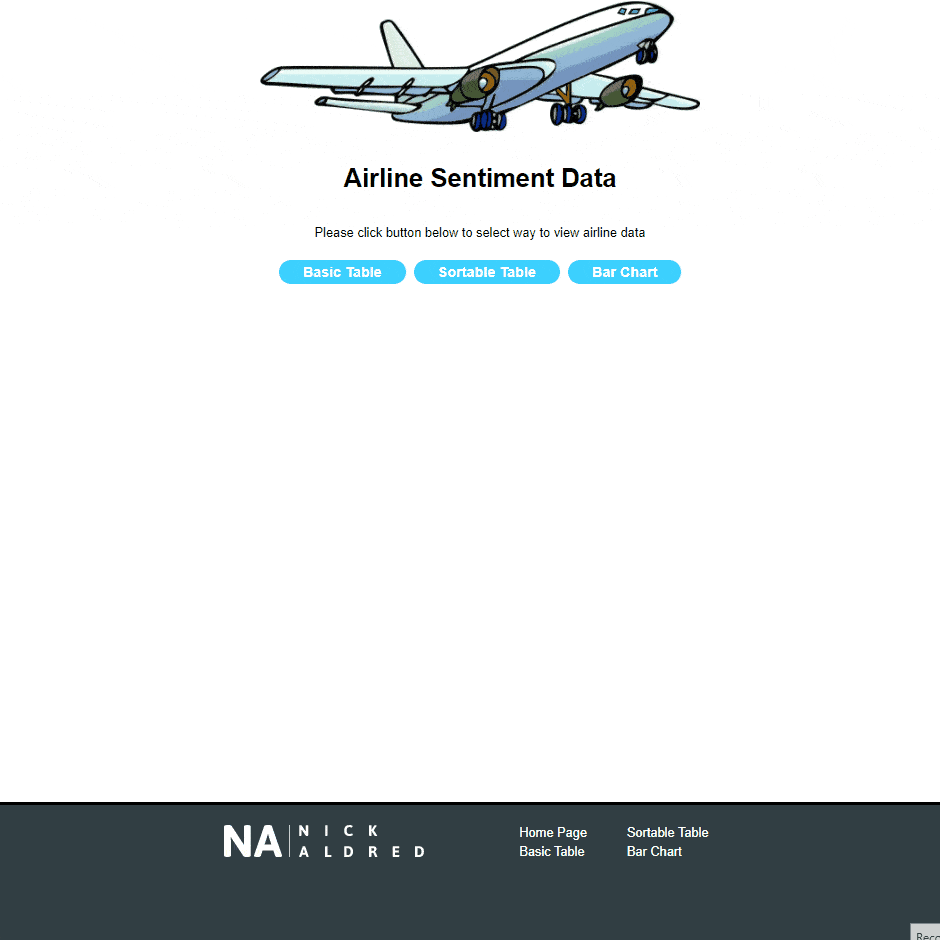 Airline Sentiment Data
Please click button below to select way to view airline data
Basic Table Sortable Table Bar Chart
NA NICK ALDRED
Home Page Sortable Table
Basic Table Bar Chart